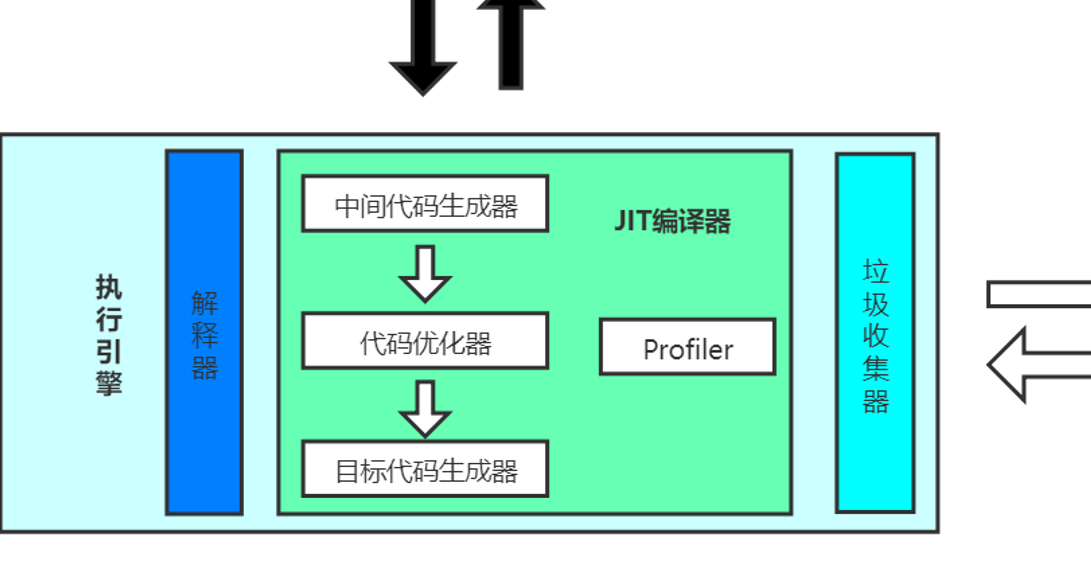 执行引擎
解释器
中间代码生成器
JIT编译器
代码优化器
Profiler
目标代码生成器
垃圾收集器